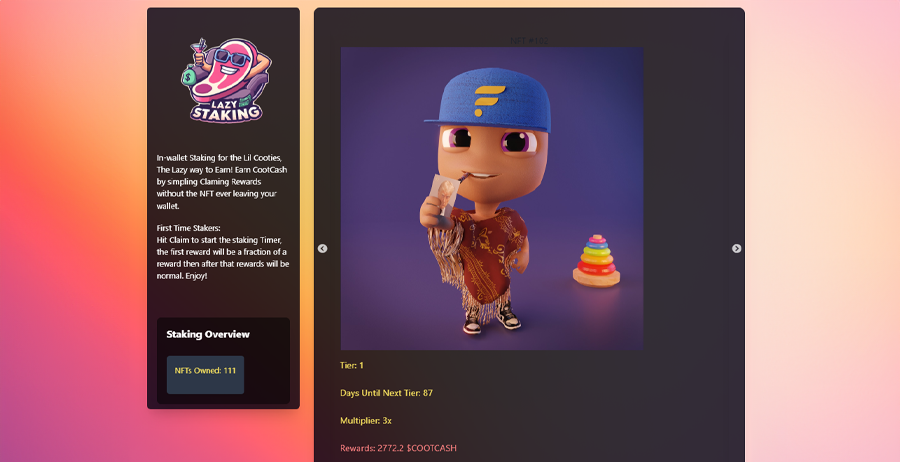 LAZY
STAKING
In-wallet Staking for the Lil Cooties,
The Lazy way to Earn! Earn CootCash
by simpling Claming Rewards
without the NFT ever leaving your
wallet.
First Time Stakers:
Hit Claim to start the staking Timer,
the first reward will be a fraction of a
reward then after that rewards will be
normal. Enjoy!
Staking Overview
NFTs Owned: 111
Tier: 1
Days Until Next Tier: 87
Multiplier: 3x
Rewards: 2772.2 $COOTCASH